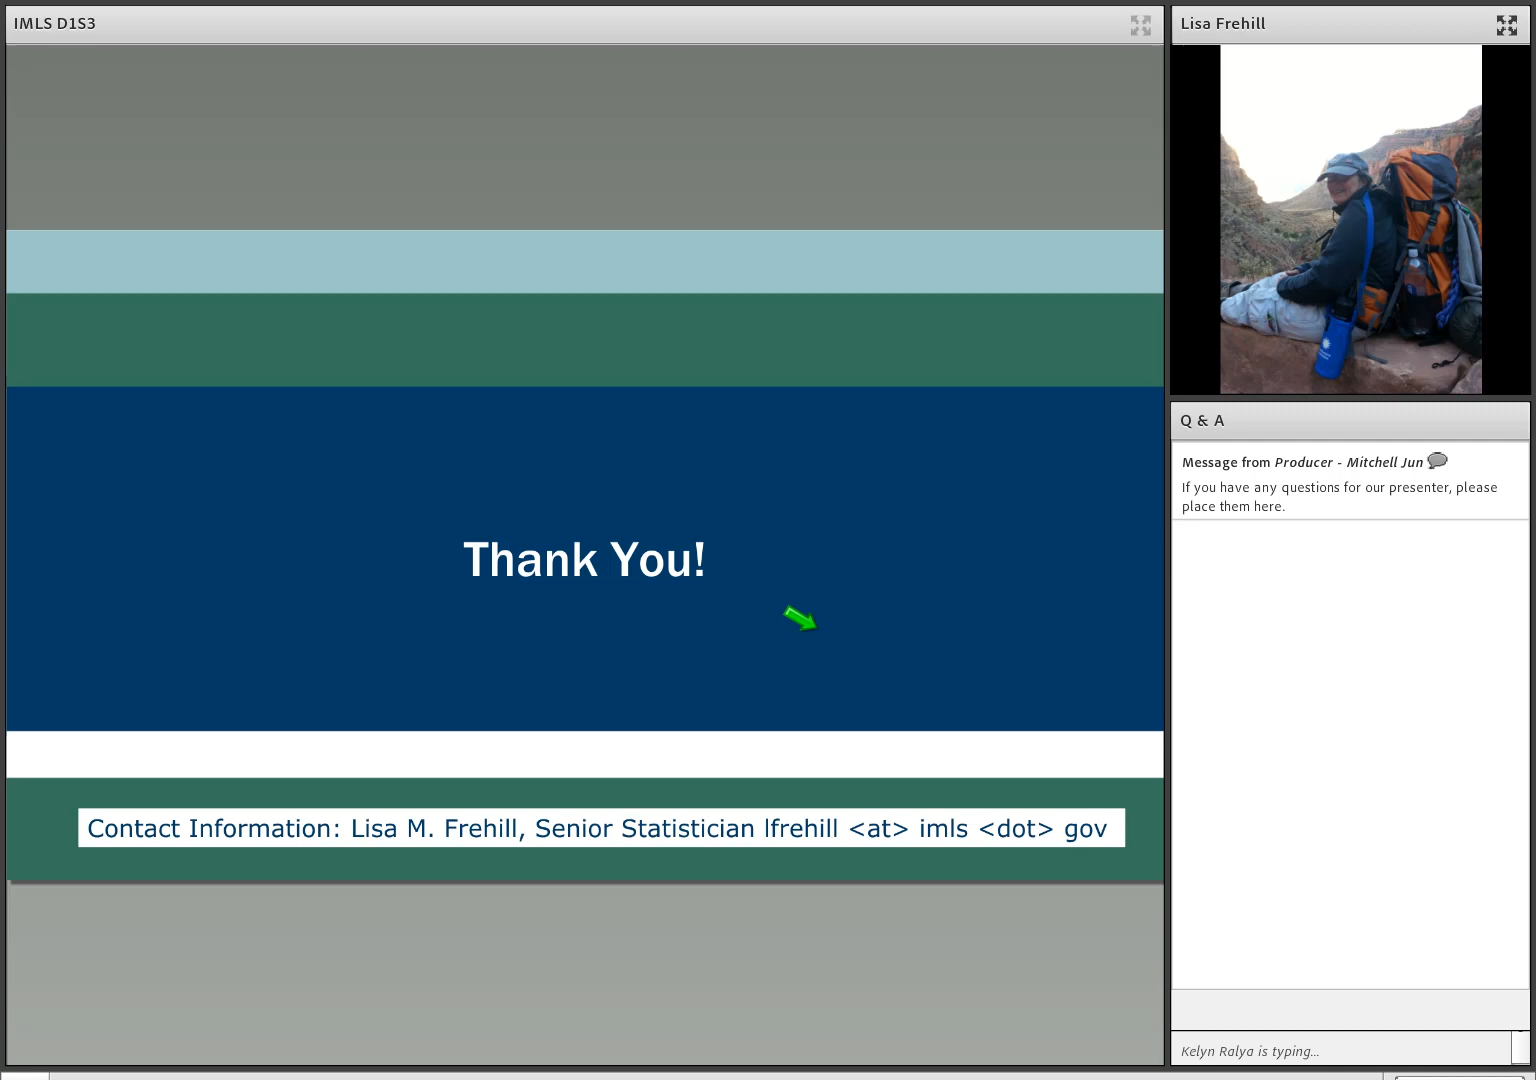 IMLS D1S3
Thank You!
Contact Information: Lisa M. Frehill, Senior Statistician lfrehill <at> imls <dot> gov
Lisa Frehill
Q & A
Message from Producer - Mitchell Jun
If you have any questions for our presenter, please
place them here.
Kelyn Ralya is typing...